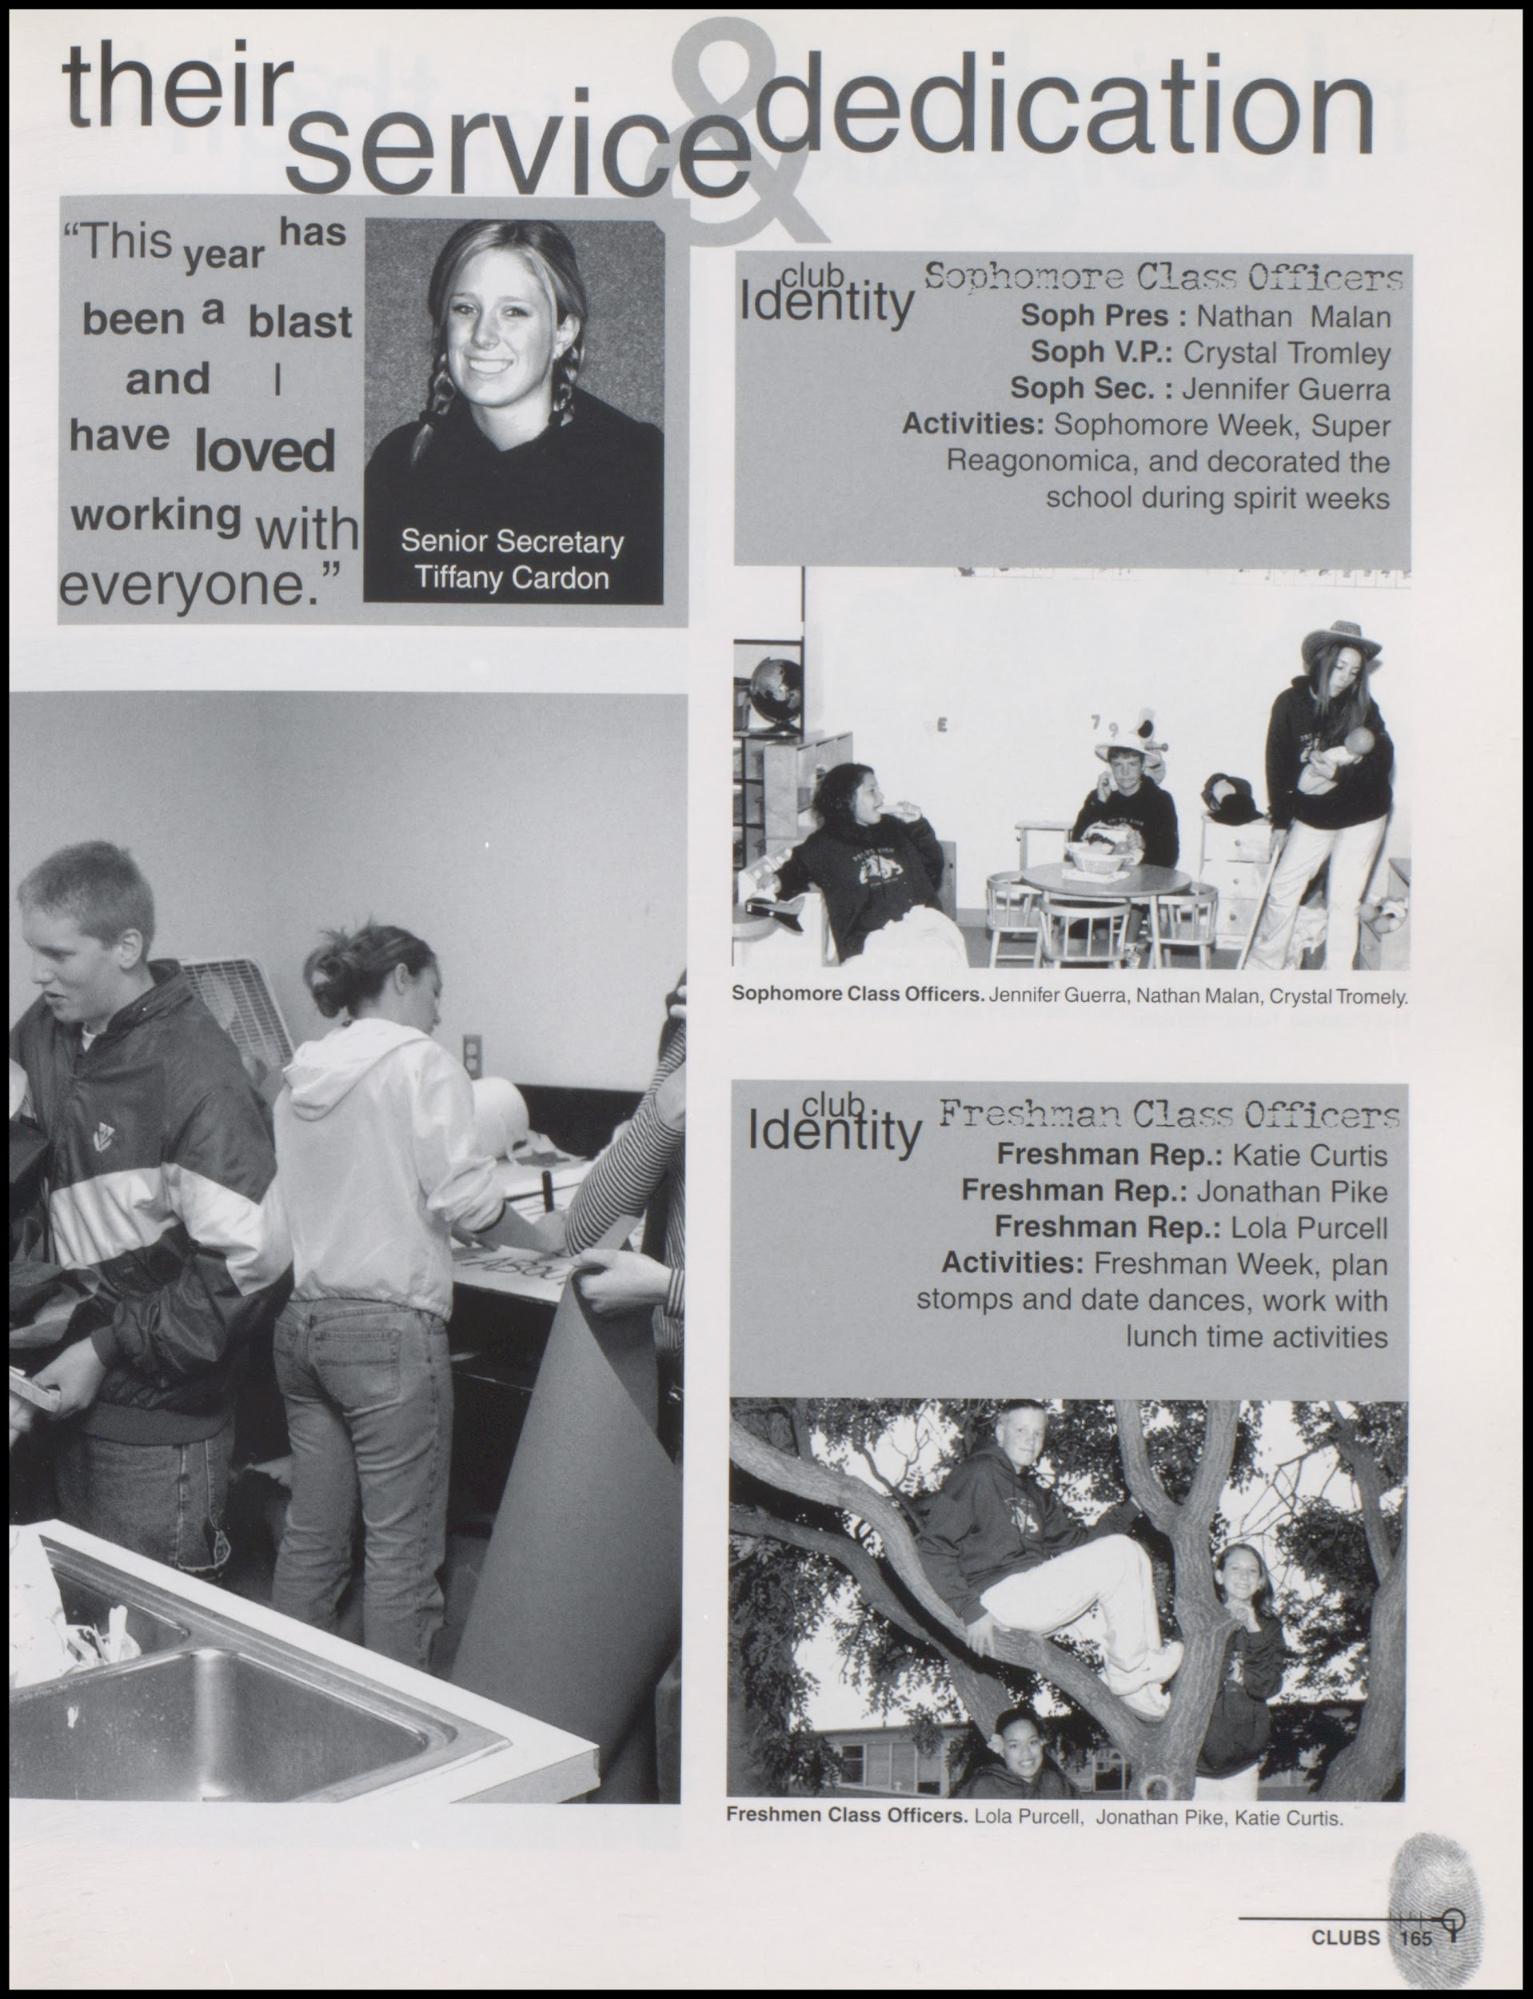 their service & dedication
“This year has
been a blast
and I
have loved
working with
everyone.”
Senior Secretary
Tiffany Cardon
club
Identity
Sophomore Class Officers
Soph Pres : Nathan Malan
Soph V.P.: Crystal Tromley
Soph Sec. : Jennifer Guerra
Activities: Sophomore Week, Super
Reagonomica, and decorated the
school during spirit weeks
E
7 9
Sophomore Class Officers. Jennifer Guerra, Nathan Malan, Crystal Tromely.
club
Identity
Freshman Class Officers
Freshman Rep.: Katie Curtis
Freshman Rep.: Jonathan Pike
Freshman Rep.: Lola Purcell
Activities: Freshman Week, plan
stomps and date dances, work with
lunch time activities
Freshmen Class Officers. Lola Purcell, Jonathan Pike, Katie Curtis.
CLUBS 165